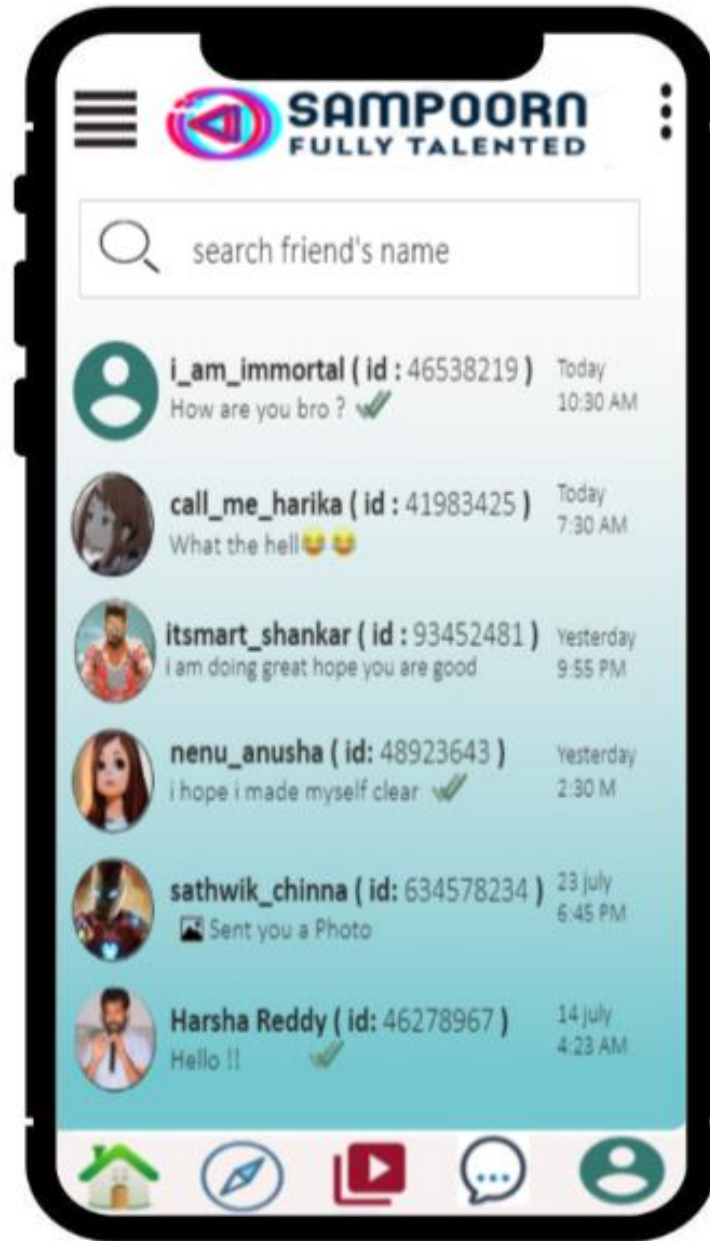 SAMPOORN
FULLY TALENTED
search friend's name
i_am_immortal ( id : 46538219 )
Today
How are you bro ?
10:30 AM
call_me_harika ( id : 41983425 )
Today
What the hell😂 😂
7:30 AM
itsmart_shankar ( id : 93452481 )
Yesterday
i am doing great hope you are good
9:55 PM
nenu_anusha ( id: 48923643 )
Yesterday
i hope i made myself clear
2:30 M
sathwik_chinna ( id: 634578234 )
23 july
Sent you a Photo
6:45 PM
Harsha Reddy ( id: 46278967 )
14 july
Hello !!
4:23 AM